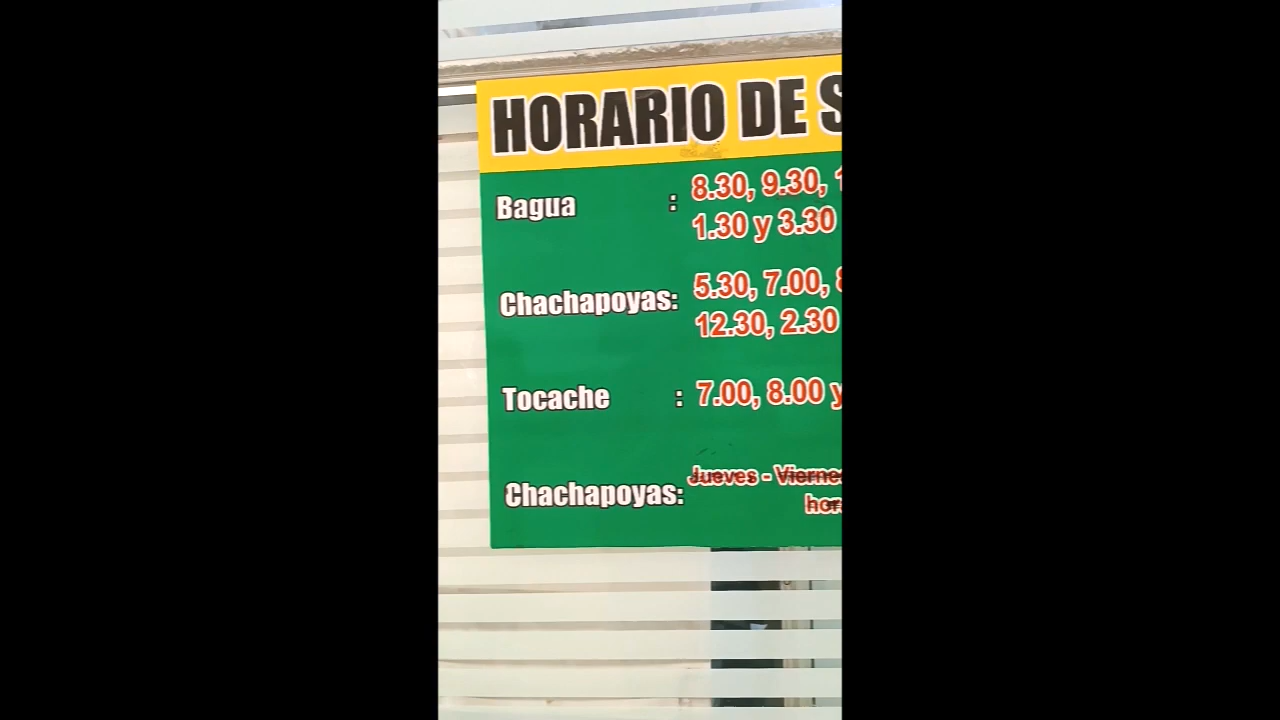 HORARIO DE
Bagua : 8.30, 9.30,
1.30 y 3.30
Chachapoyas: 5.30, 7.00,
12.30, 2.30
Tocache : 7.00, 8.00 y
Chachapoyas: Jueves - Vierne
hor